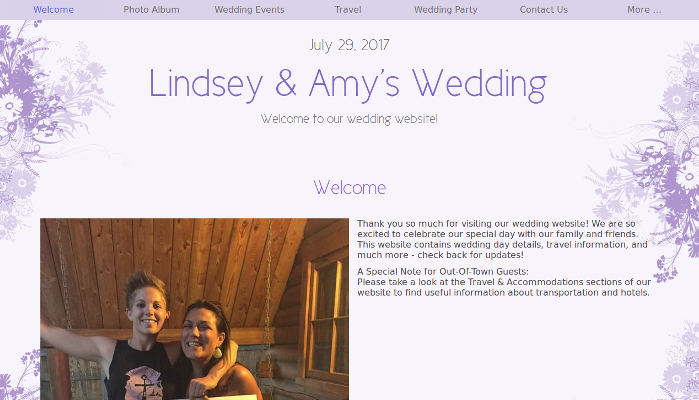 Welcome
Photo Album
Wedding Events
Travel
Wedding Party
Contact Us
More ...
July 29, 2017
Lindsey & Amy's Wedding
Welcome to our wedding website!
Welcome
Thank you so much for visiting our wedding website! We are so
excited to celebrate our special day with our family and friends.
This website contains wedding day details, travel information, and
much more - check back for updates!
A Special Note for Out-Of-Town Guests:
Please take a look at the Travel & Accommodations sections of our
website to find useful information about transportation and hotels.